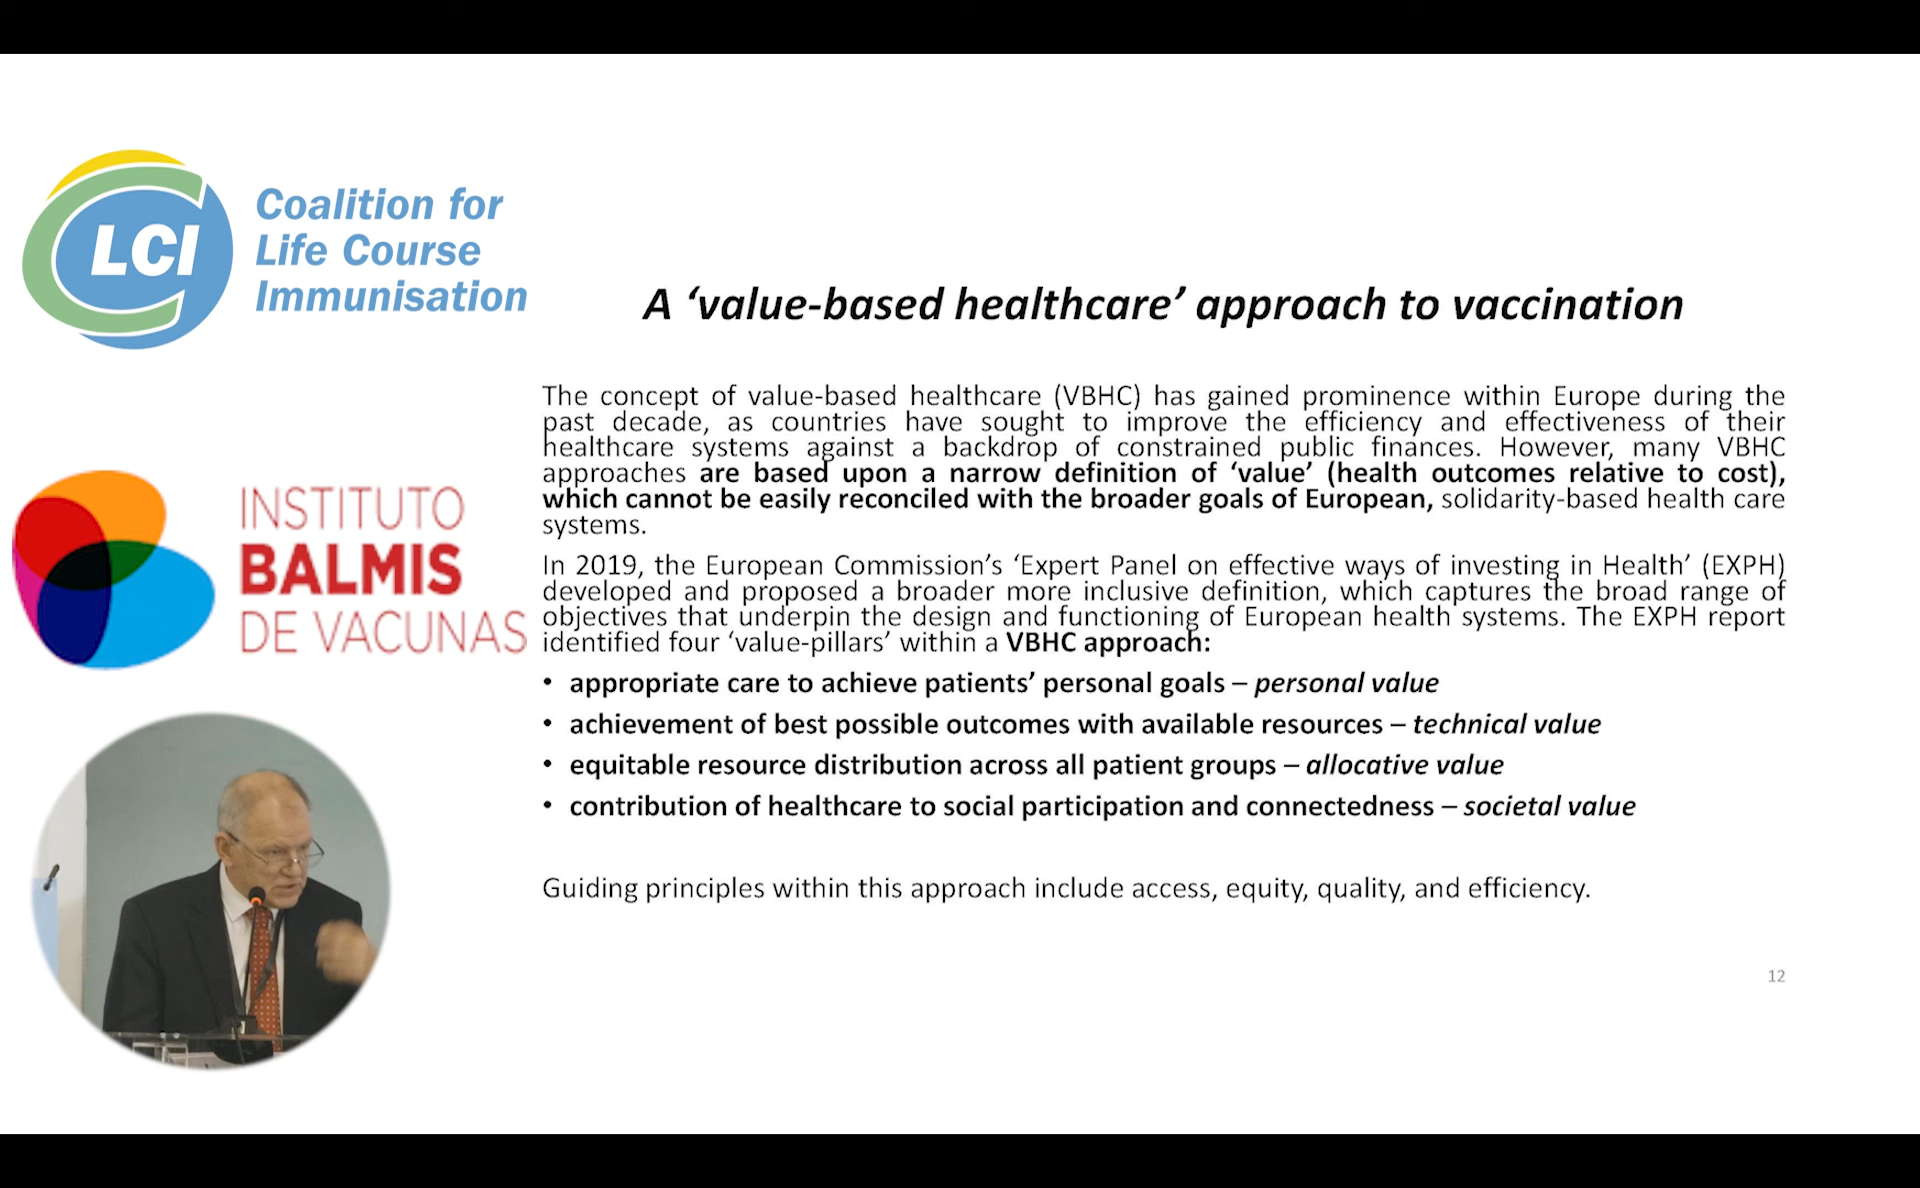 LCI
Coalition for
Life Course
Immunisation
INSTITUTO
BALMIS
DE VACUNAS
A ‘value-based healthcare’ approach to vaccination
The concept of value-based healthcare (VBHC) has gained prominence within Europe during the
past decade, as countries have sought to improve the efficiency and effectiveness of their
healthcare systems against a backdrop of constrained public finances. However, many VBHC
approaches are based upon a narrow definition of ‘value’ (health outcomes relative to cost),
which cannot be easily reconciled with the broader goals of European, solidarity-based health care
systems.
In 2019, the European Commission’s ‘Expert Panel on effective ways of investing in Health’ (EXPH)
developed and proposed a broader more inclusive definition, which captures the broad range of
objectives that underpin the design and functioning of European health systems. The EXPH report
identified four ‘value-pillars’ within a VBHC approach:
• appropriate care to achieve patients’ personal goals – personal value
• achievement of best possible outcomes with available resources – technical value
• equitable resource distribution across all patient groups – allocative value
• contribution of healthcare to social participation and connectedness – societal value
Guiding principles within this approach include access, equity, quality, and efficiency.
12